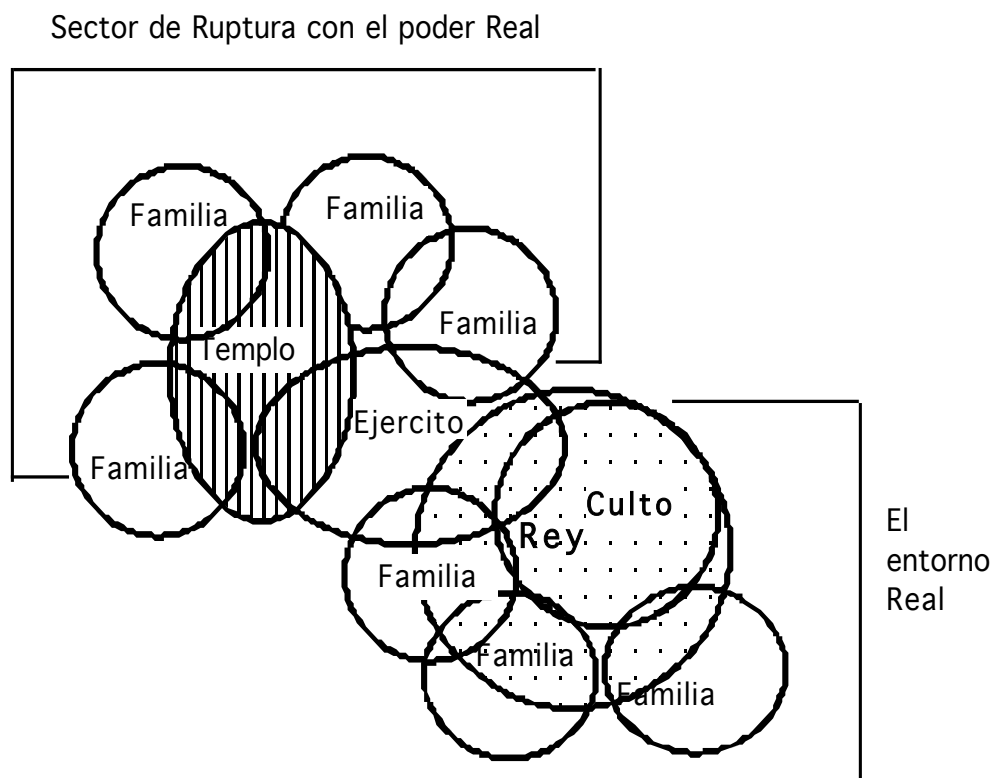 Sector de Ruptura con el poder Real
Familia
Familia
Familia
Templo
Ejercito
Familia
Culto
Rey
El
entorno
Real
Familia
Familia
Familia